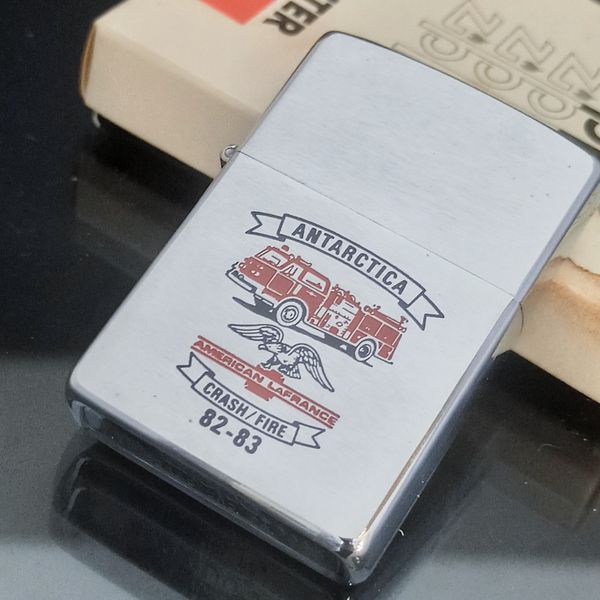 ANTARCTICA
AMERICAN LAFRANCE
CRASH/FIRE
82-83